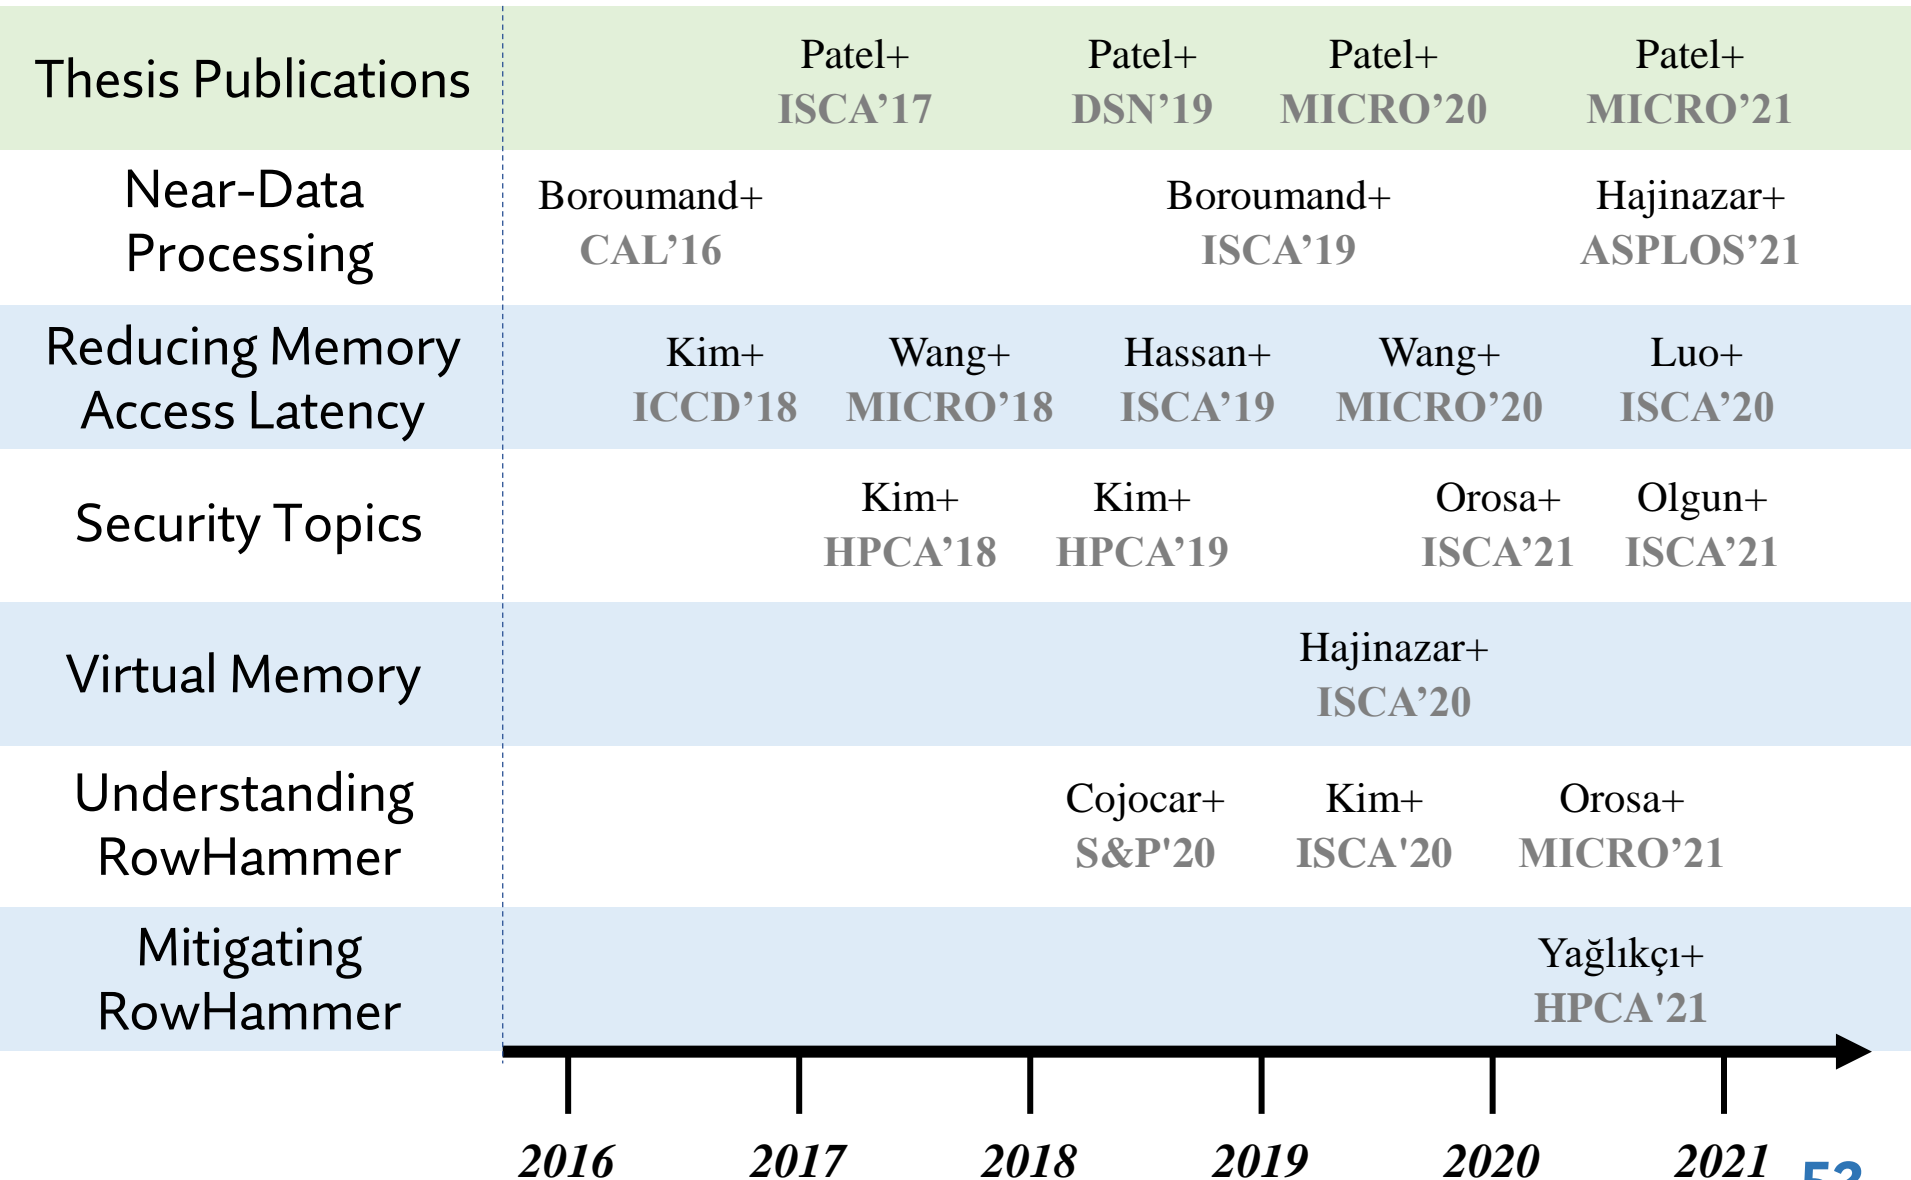 Thesis Publications
Patel+ Patel+ Patel+ Patel+
ISCA’17 DSN’19 MICRO’20 MICRO’21
Near-Data
Processing
Boroumand+ Boroumand+ Hajinazar+
CAL’16 ISCA’19 ASPLOS’21
Reducing Memory
Access Latency
Kim+ Wang+ Hassan+ Wang+ Luo+
ICCD’18 MICRO’18 ISCA’19 MICRO’20 ISCA’20
Security Topics
Kim+ Kim+ Orosa+ Olgun+
HPCA’18 HPCA’19 ISCA’21 ISCA’21
Virtual Memory
Hajinazar+
ISCA’20
Understanding
RowHammer
Cojocar+ Kim+ Orosa+
S&P'20 ISCA'20 MICRO’21
Mitigating
RowHammer
Yağlıkçı+
HPCA'21
2016 2017 2018 2019 2020 2021